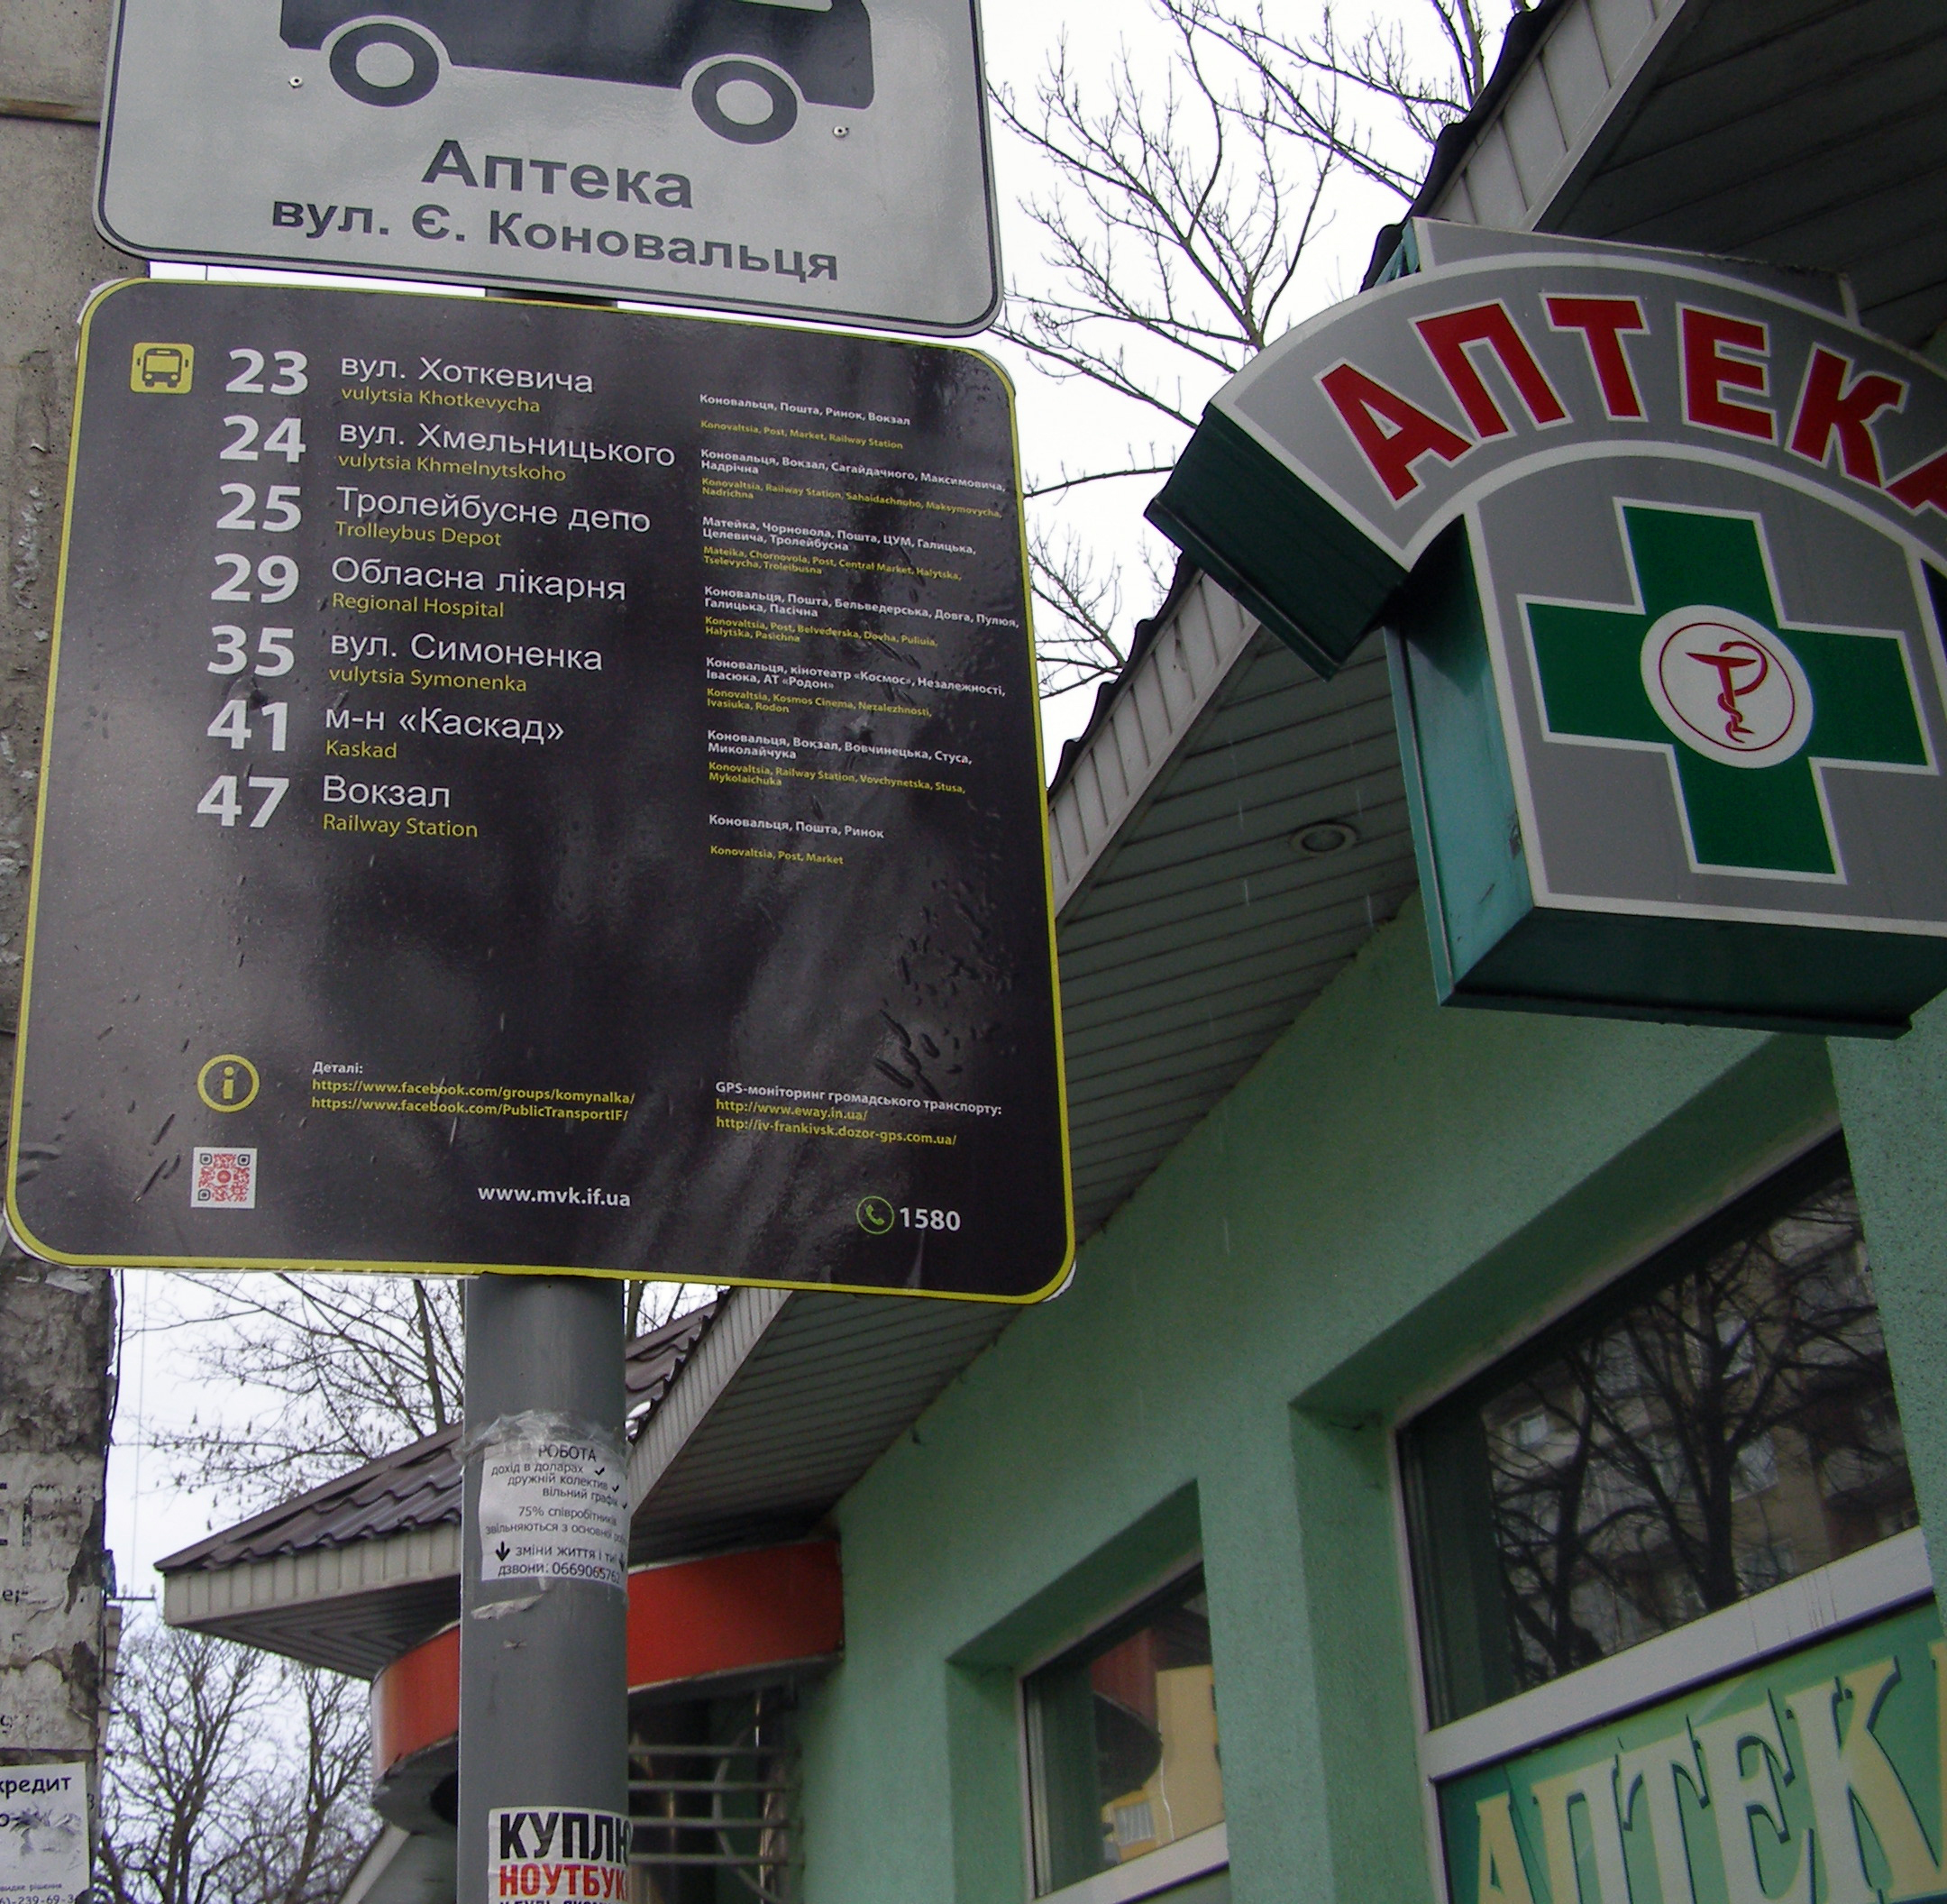 Аптека
вул. Є. Коновальця
23 вул. Хоткевича
vulytsia Khotkevycha
Коновальця, Пошта, Ринок, Вокзал
Konovaltsia, Post, Market, Railway Station
24 вул. Хмельницького
vulytsia Khmelnytskoho
Коновальця, Вокзал, Сагайдачного, Максимовича,
Надрічна
Konovaltsia, Railway Station, Sahaidachnoho, Maksymovycha,
Nadrichna
25 Тролейбусне депо
Trolleybus Depot
Матейка, Чорновола, Пошта, ЦУМ, Галицька,
Целевича, Тролейбусна
Mateika, Chornovola, Post, Central Market, Halytska,
Tselevycha, Troleibusna
29 Обласна лікарня
Regional Hospital
Коновальця, Пошта, Бельведерська, Довга, Пулюя,
Галицька, Пасічна
Konovaltsia, Post, Belvederska, Dovha, Puliuia,
Halytska, Pasichna
35 вул. Симоненка
vulytsia Symonenka
Коновальця, кінотеатр «Космос», Незалежності,
Івасюка, АТ «Родон»
Konovaltsia, Kosmos Cinema, Nezalezhnosti,
Ivasiuka, Rodon
41 м-н «Каскад»
Kaskad
Коновальця, Вокзал, Вовчинецька, Стуса,
Миколайчука
Konovaltsia, Railway Station, Vovchynetska, Stusa,
Mykolaichuka
47 Вокзал
Railway Station
Коновальця, Пошта, Ринок
Konovaltsia, Post, Market
Деталі:
https://www.facebook.com/groups/komynalka/
https://www.facebook.com/PublicTransportIF/
GPS-моніторинг громадського транспорту:
http://www.eway.in.ua/
http://iv-frankivsk.dozor-gps.com.ua/
www.mvk.if.ua
1580
АПТЕКА
РОБОТА
дохід в доларах
дружній колектив
вільний графік
75% співробітників
звільняються з основної
зміни життя і ти
дзвони: 0669065762
КУПЛЮ
НОУТБУК
кредит
239-69-3
АПТЕК